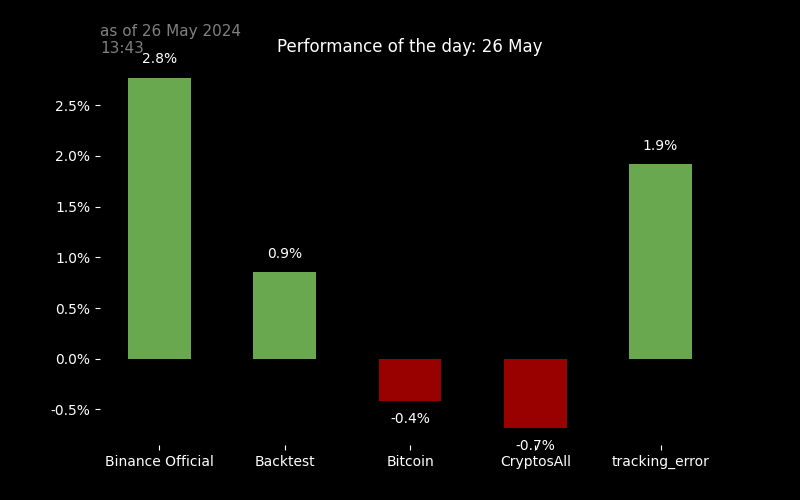 as of 26 May 2024
13:43
Performance of the day: 26 May
2.8%
2.5%
2.0%
1.9%
1.5%
1.0%
0.9%
0.5%
0.0%
-0.5%
-0.4%
-0.7%
Binance Official
Backtest
Bitcoin
CryptosAll
tracking_error